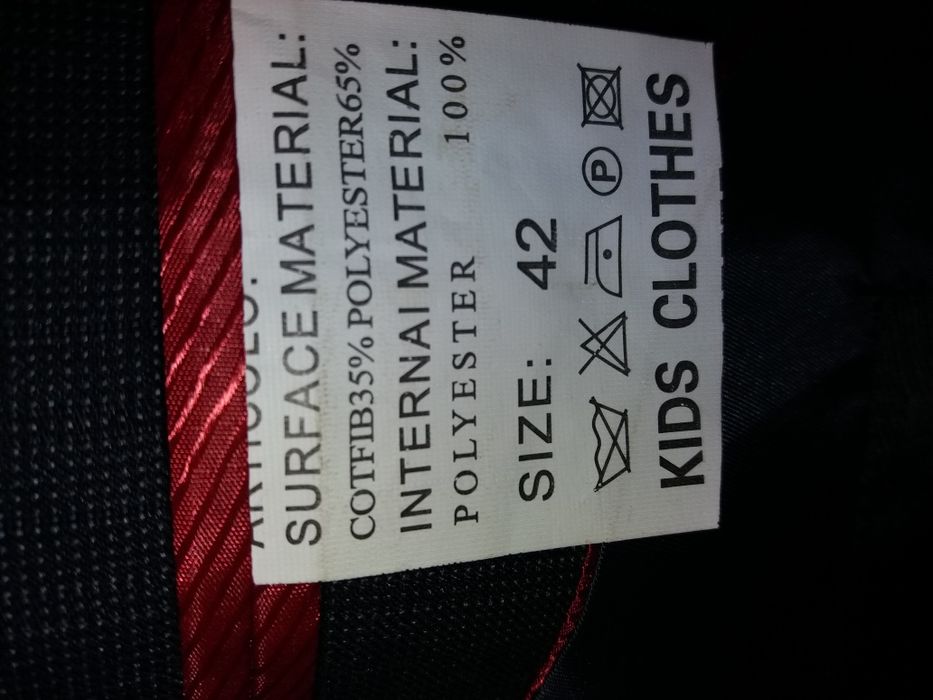 SURFACE MATERIAL:
COTFIB35% POLYESTER65%
INTERNAI MATERIAL:
POLYESTER 100%
SIZE: 42
P
KIDS CLOTHES